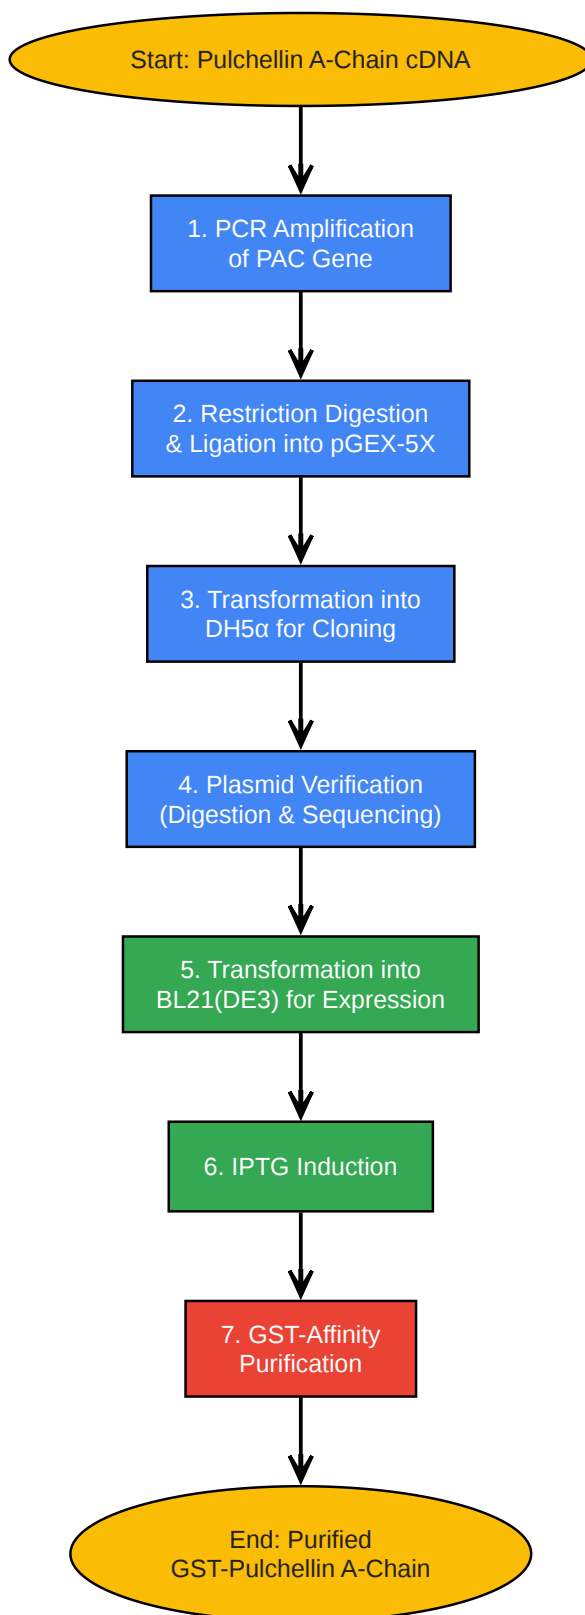 Start: Pulchellin A-Chain cDNA
1. PCR Amplification
of PAC Gene
2. Restriction Digestion
& Ligation into pGEX-5X
3. Transformation into
DH5α for Cloning
4. Plasmid Verification
(Digestion & Sequencing)
5. Transformation into
BL21(DE3) for Expression
6. IPTG Induction
7. GST-Affinity
Purification
End: Purified
GST-Pulchellin A-Chain